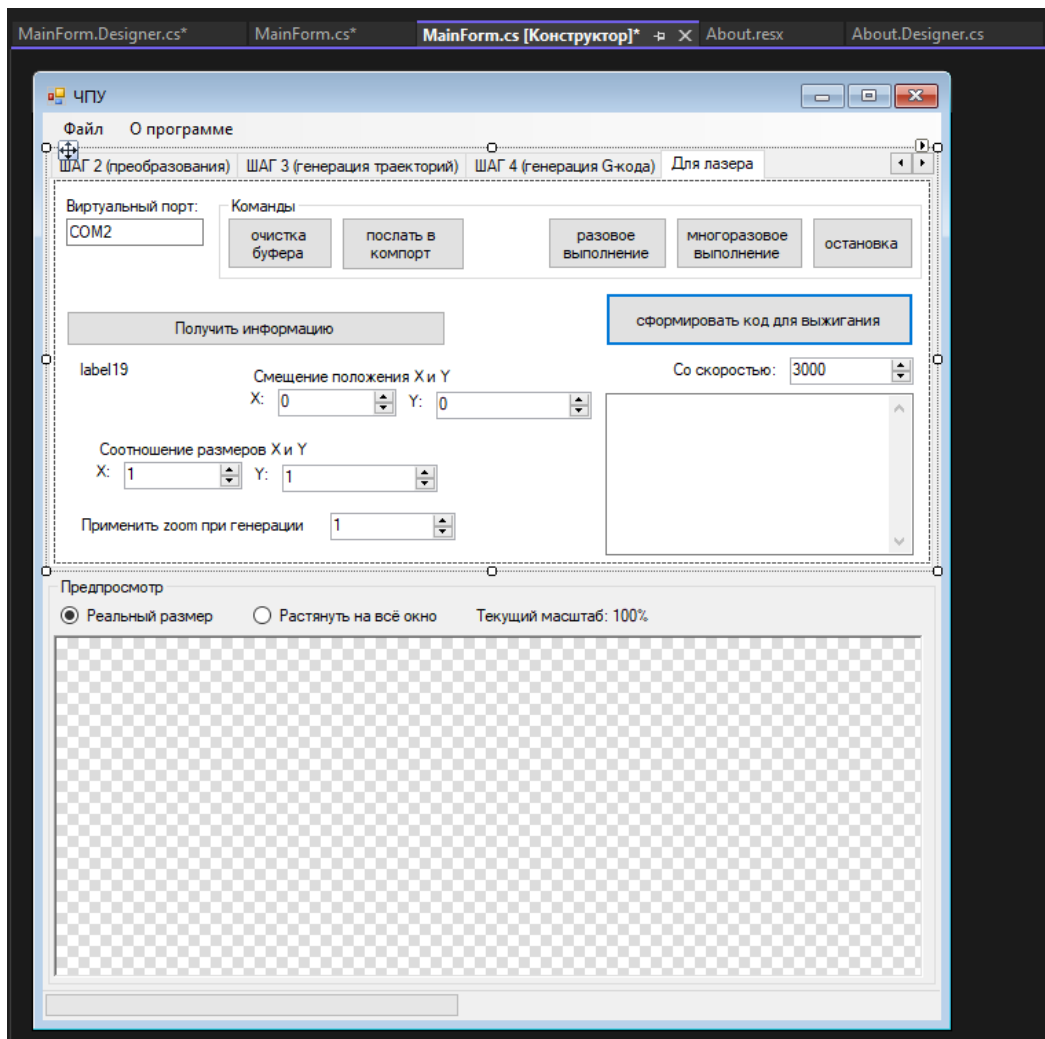 MainForm.Designer.cs* MainForm.cs* MainForm.cs [Конструктор]* About.resx About.Designer.cs
ЧПУ
Файл О программе
ШАГ 2 (преобразования) ШАГ 3 (генерация траекторий) ШАГ 4 (генерация G-кода) Для лазера
Виртуальный порт: Команды
COM2
очистка буфера
послать в компорт
разовое выполнение
многоразовое выполнение
остановка
Получить информацию
сформировать код для выжигания
label19
Со скоростью: 3000
Смещение положения X и Y
X: 0 Y: 0
Соотношение размеров X и Y
X: 1 Y: 1
Применить zoom при генерации 1
Предпросмотр
Реальный размер Растянуть на всё окно Текущий масштаб: 100%